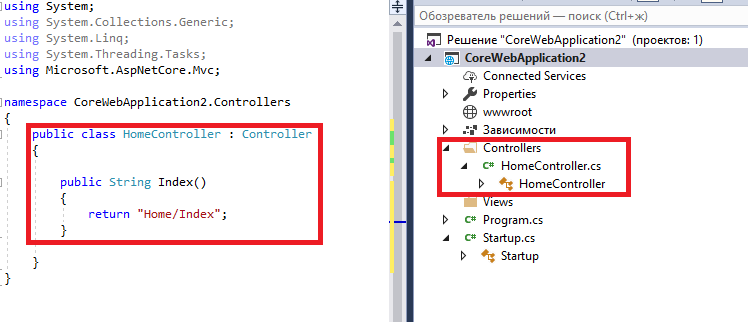 using System;
using System.Collections.Generic;
using System.Linq;
using System.Threading.Tasks;
using Microsoft.AspNetCore.Mvc;
namespace CoreWebApplication2.Controllers
{
public class HomeController : Controller
{
public String Index()
{
return "Home/Index";
}
}
}
Обозреватель решений — поиск (Ctrl+ж)
Решение "CoreWebApplication2" (проектов: 1)
CoreWebApplication2
Connected Services
Properties
wwwroot
Зависимости
Controllers
C# HomeController.cs
HomeController
Views
C# Program.cs
C# Startup.cs
Startup